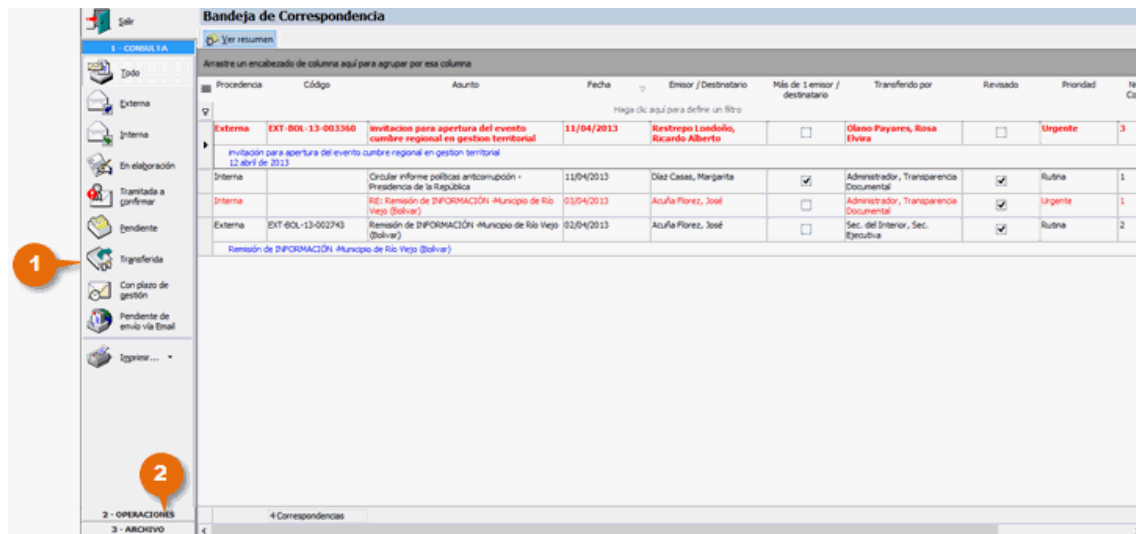 Salir
Bandeja de Correspondencia
Ver resumen
1 - CONSULTA
Todo
Externa
Interna
En elaboración
Tramitada a
confirmar
Pendiente
Transferida
Con plazo de
gestión
Pendiente de
envío vía Email
Imprimir...
2 - OPERACIONES
3 - ARCHIVO
1
2
Arrastre un encabezado de columna aquí para agrupar por esa columna
Procedencia Código Asunto Fecha Emisor / Destinatario Más de 1 emisor / destinatario Transferido por Revisado Prioridad
Haga clic aquí para definir un filtro
Externa EXT-BOL-13-003360 invitacion para apertura del evento 11/04/2013 Restrepo Londoño, Olano Payares, Rosa Urgente 3
cumbre regional en gestion territorial Ricardo Alberto Elvira
invitación para apertura del evento cumbre regional en gestion territorial
12 abril de 2013
Interna Circular informe políticas anticorrupción - 11/04/2013 Díaz Casas, Margarita Administrador, Transparencia Rutina 1
Presidencia de la República Documental
Interna RE: Remisión de INFORMACIÓN -Municipio de Río 03/04/2013 Acuña Florez, José Administrador, Transparencia Urgente 1
Viejo (Bolivar) Documental
Externa EXT-BOL-13-002743 Remisión de INFORMACIÓN -Municipio de Río Viejo 02/04/2013 Acuña Florez, José Sec. del Interior, Sec. Rutina 2
(Bolivar) Ejecutiva
Remisión de INFORMACIÓN -Municipio de Río Viejo (Bolivar)
4 Correspondencias